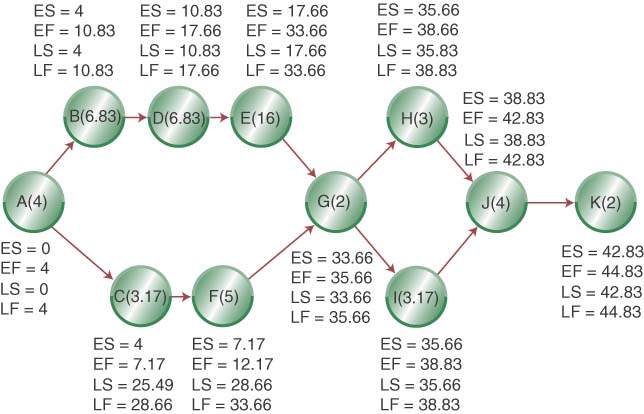 ES = 4
EF = 10.83
LS = 4
LF = 10.83
ES = 10.83
EF = 17.66
LS = 10.83
LF = 17.66
ES = 17.66
EF = 33.66
LS = 17.66
LF = 33.66
ES = 35.66
EF = 38.66
LS = 35.83
LF = 38.83
B(6.83)
D(6.83)
E(16)
H(3)
ES = 38.83
EF = 42.83
LS = 38.83
LF = 42.83
A(4)
G(2)
J(4)
K(2)
ES = 0
EF = 4
LS = 0
LF = 4
C(3.17)
F(5)
ES = 33.66
EF = 35.66
LS = 33.66
LF = 35.66
I(3.17)
ES = 42.83
EF = 44.83
LS = 42.83
LF = 44.83
ES = 4
EF = 7.17
LS = 25.49
LF = 28.66
ES = 7.17
EF = 12.17
LS = 28.66
LF = 33.66
ES = 35.66
EF = 38.83
LS = 35.66
LF = 38.83